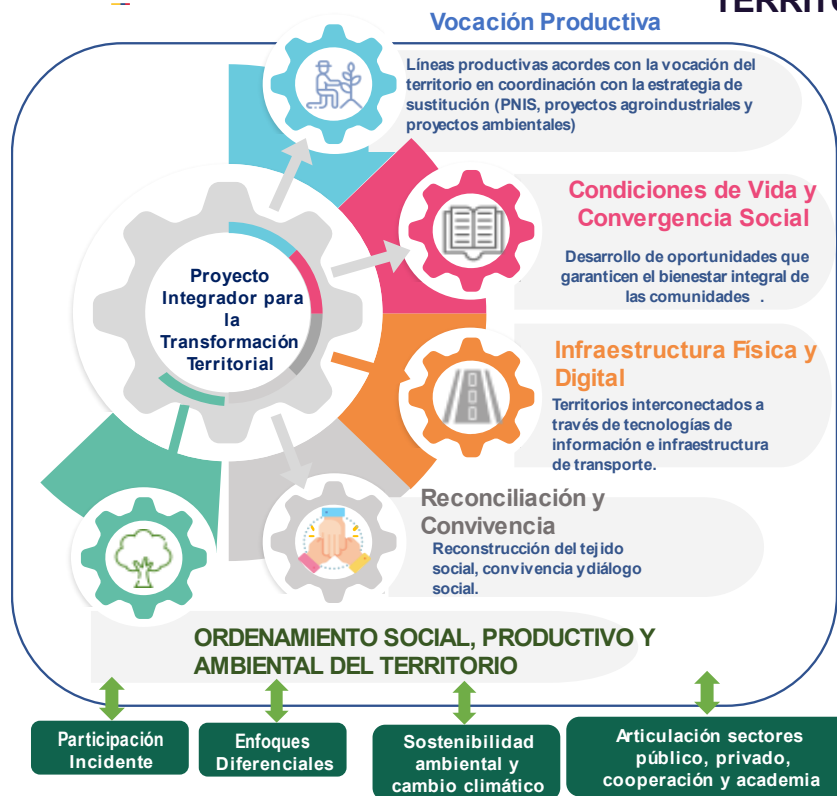 Vocación Productiva
Líneas productivas acordes con la vocación del
territorio en coordinación con la estrategia de
sustitución (PNIS, proyectos agroindustriales y
proyectos ambientales)
Condiciones de Vida y
Convergencia Social
Desarrollo de oportunidades que
garanticen el bienestar integral de
las comunidades .
Proyecto
Integrador para
la
Transformación
Territorial
Infraestructura Física y
Digital
Territorios interconectados a
través de tecnologías de
información e infraestructura
de transporte.
Reconciliación y
Convivencia
Reconstrucción del tejido
social, convivencia y diálogo
social.
ORDENAMIENTO SOCIAL, PRODUCTIVO Y
AMBIENTAL DEL TERRITORIO
Participación
Incidente
Enfoques
Diferenciales
Sostenibilidad
ambiental y
cambio climático
Articulación sectores
público, privado,
cooperación y academia